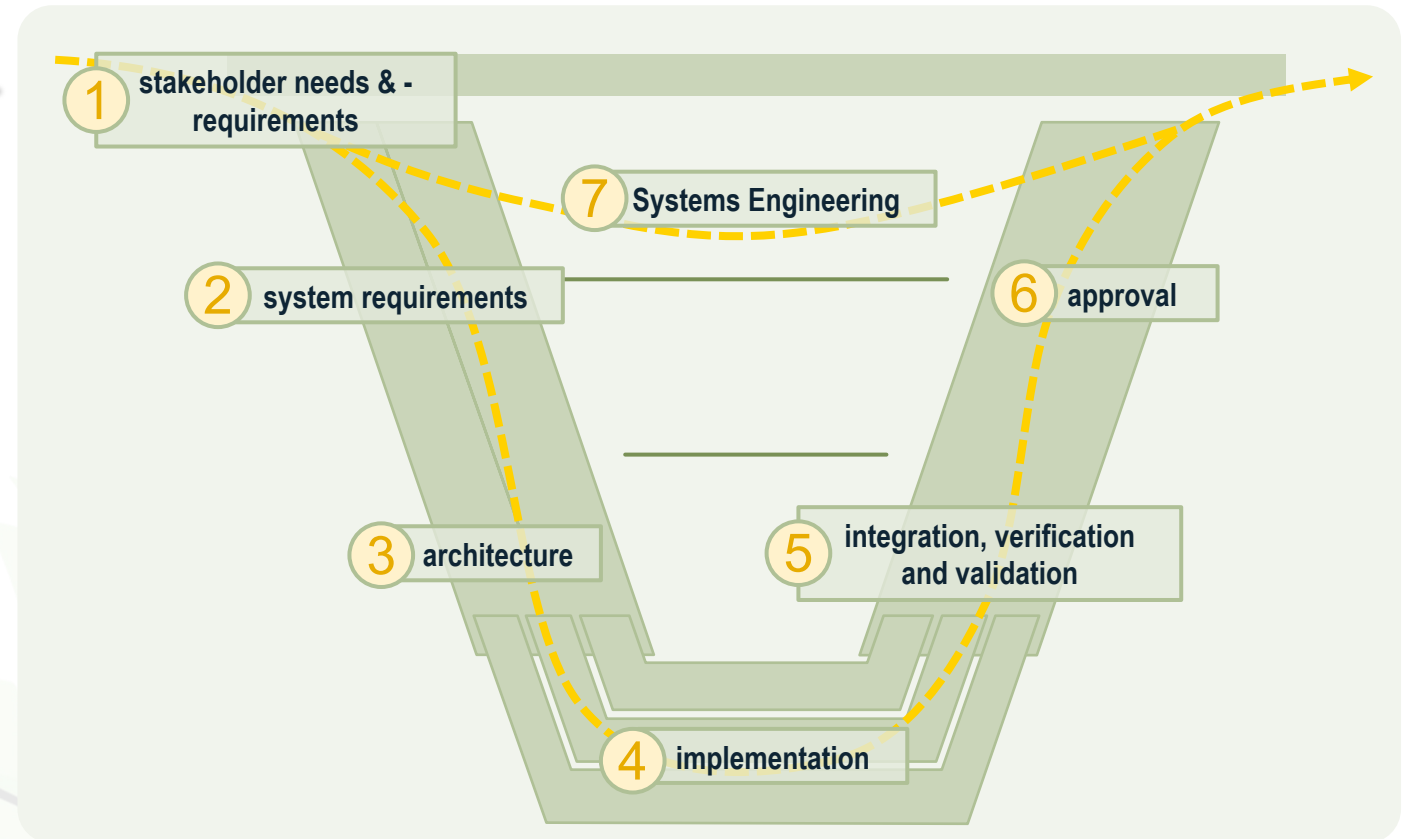 1
stakeholder needs & -
requirements
7
Systems Engineering
2
system requirements
6
approval
3
architecture
5
integration, verification
and validation
4
implementation